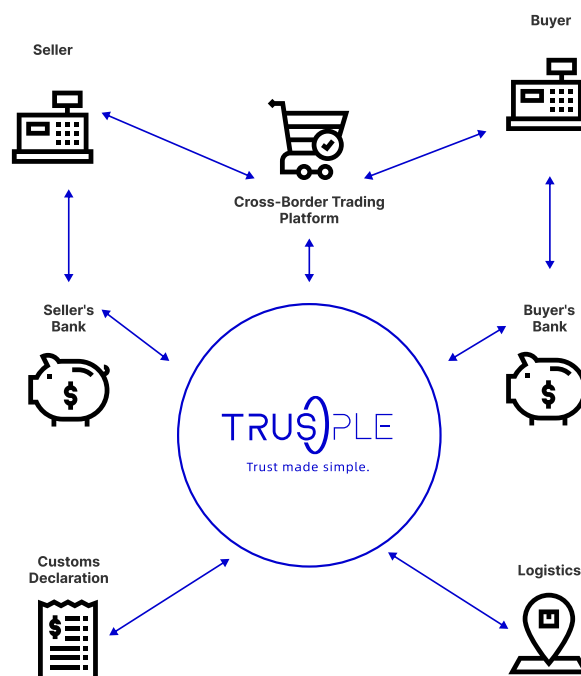 Buyer
Seller
Cross-Border Trading
Platform
Seller's
Bank
Buyer's
Bank
$
$
TRUSPLE
Trust made simple.
Customs
Declaration
Logistics
$